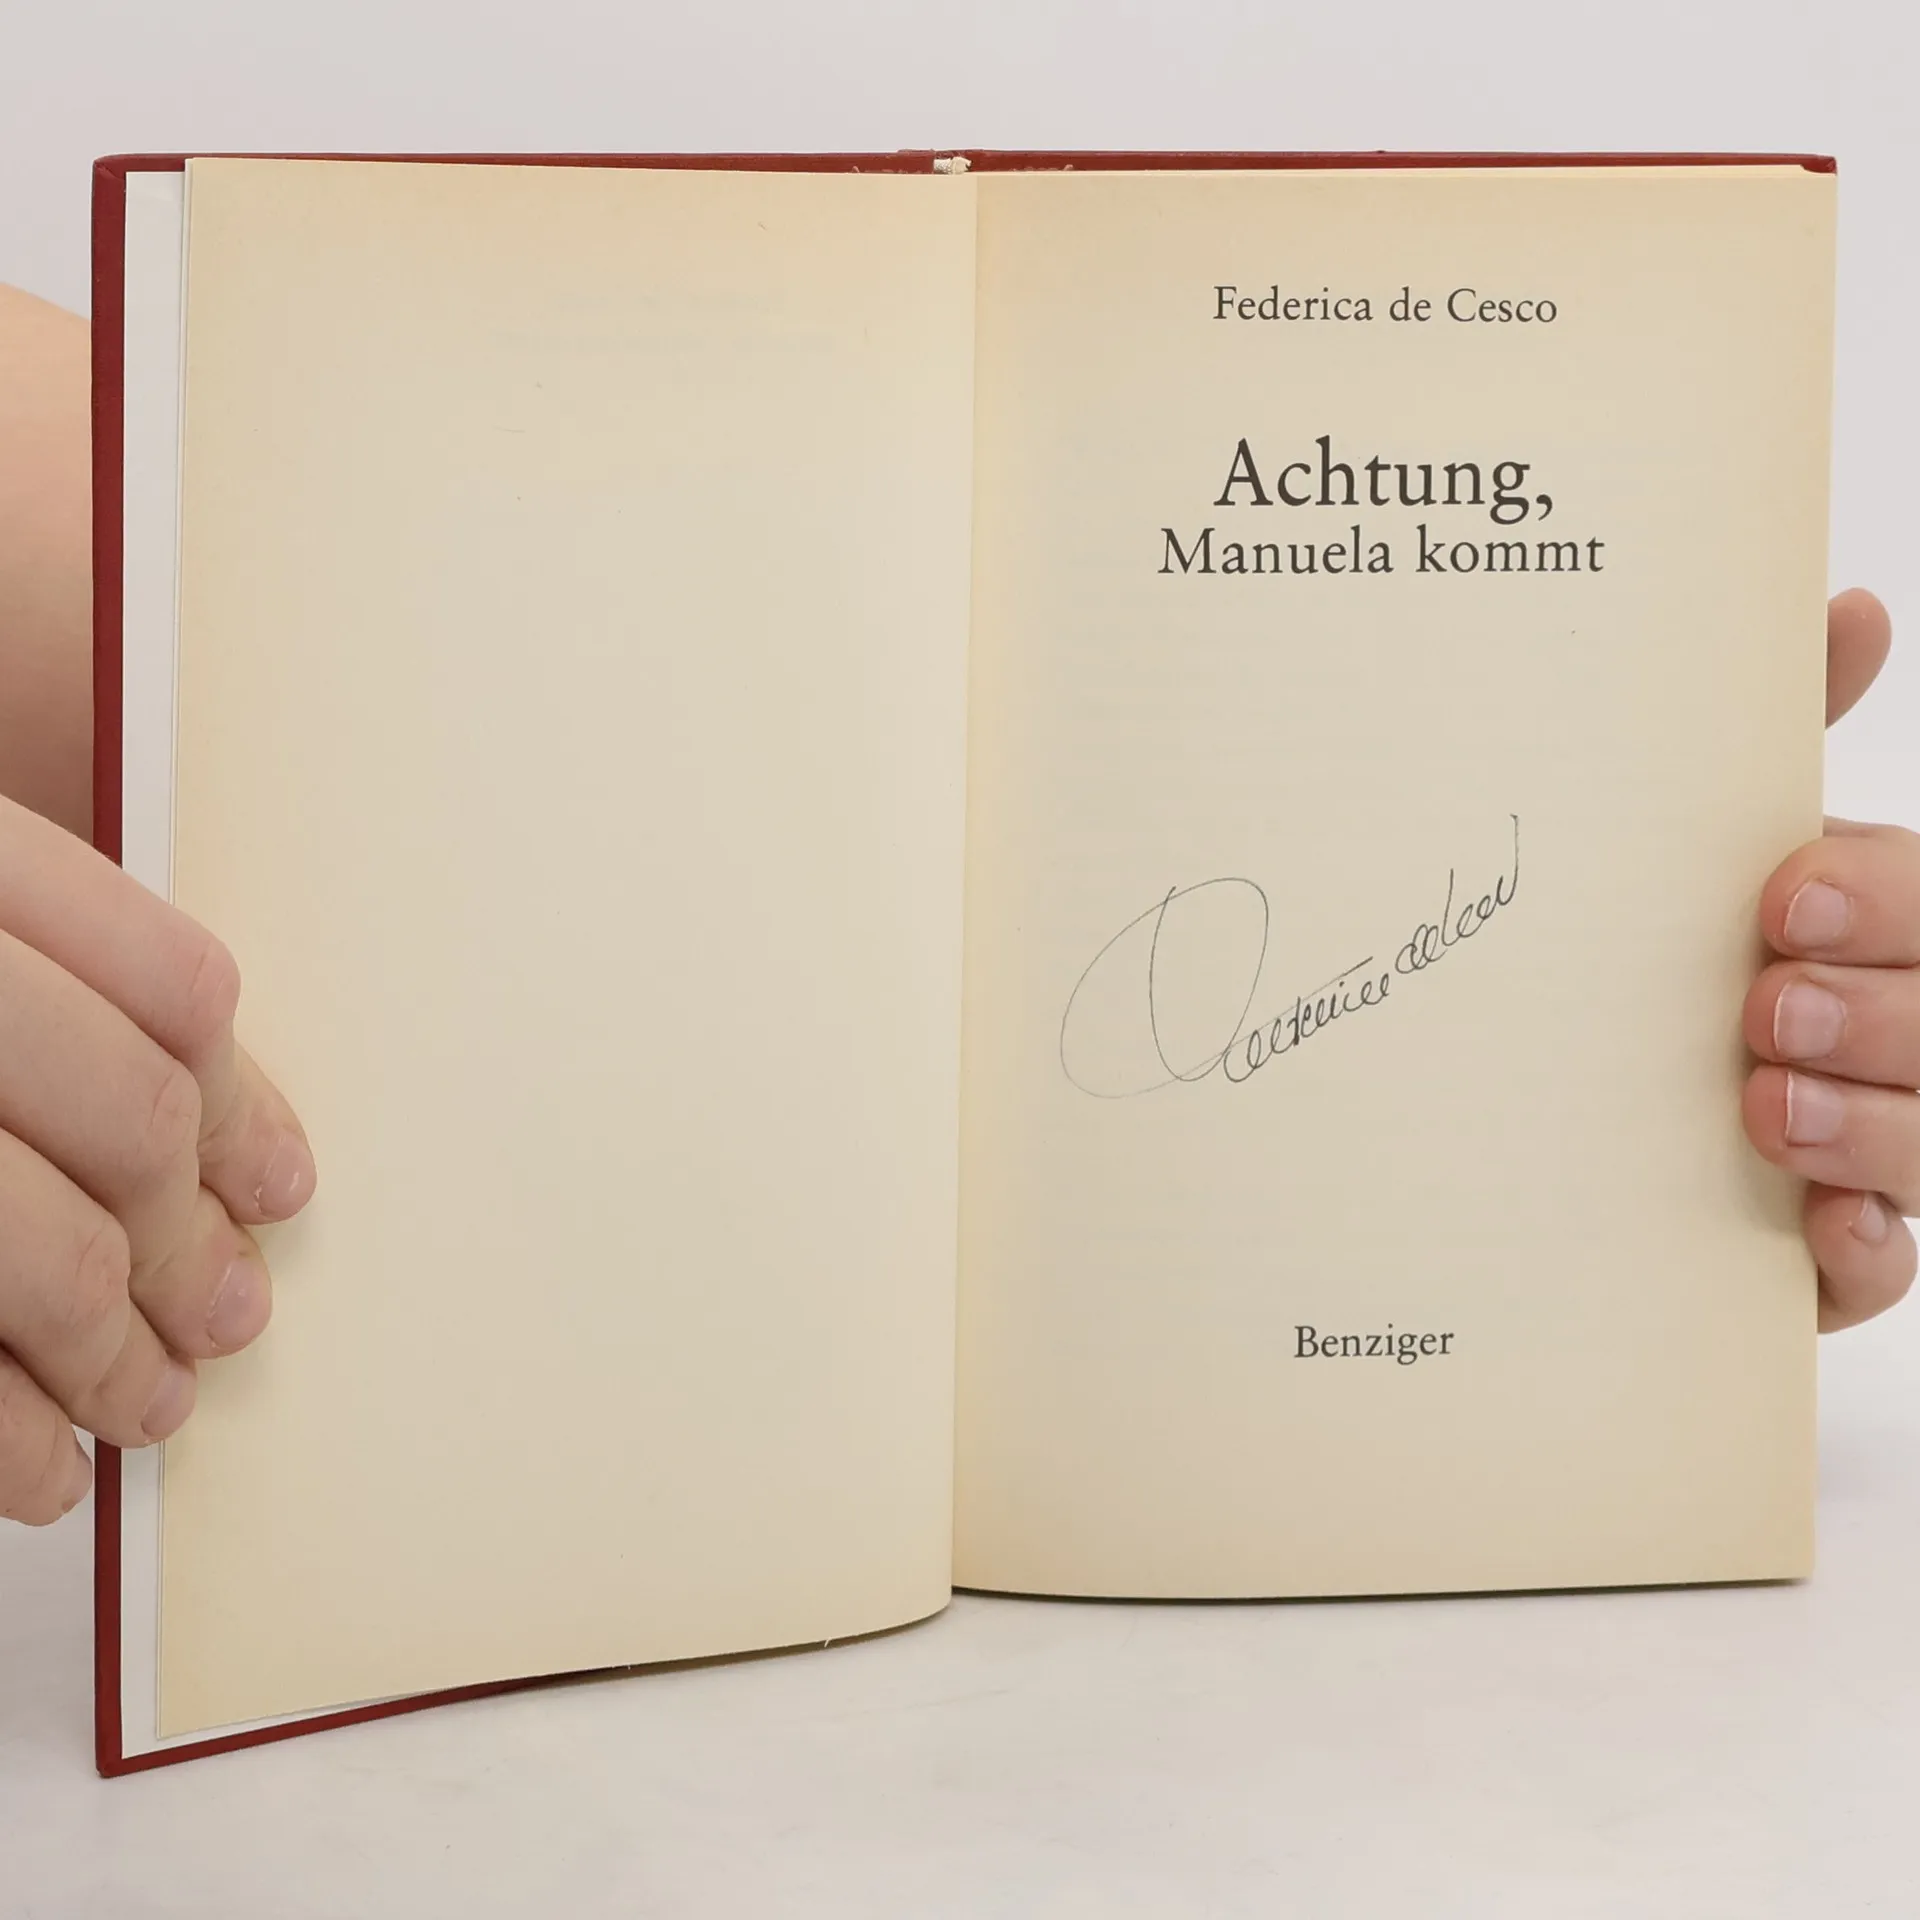 Federica de Cesco
Achtung,
Manuela kommt
Benziger